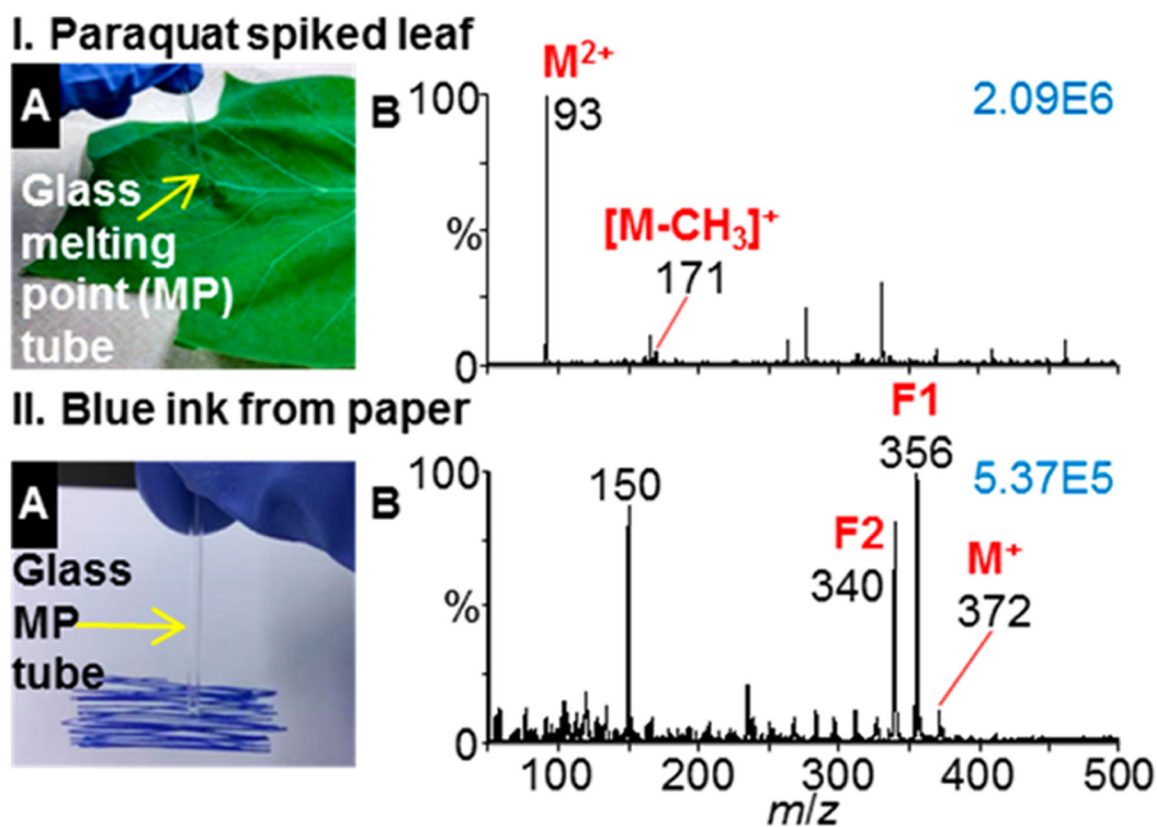 I. Paraquat spiked leaf
A
Glass
melting
point (MP)
tube
B
100
%
0
M²⁺
93
[M-CH₃]⁺
171
2.09E6
II. Blue ink from paper
A
Glass
MP
tube
B
100
%
0
150
F2
340
F1
356
M⁺
372
5.37E5
100 200 300 400 500
m/z